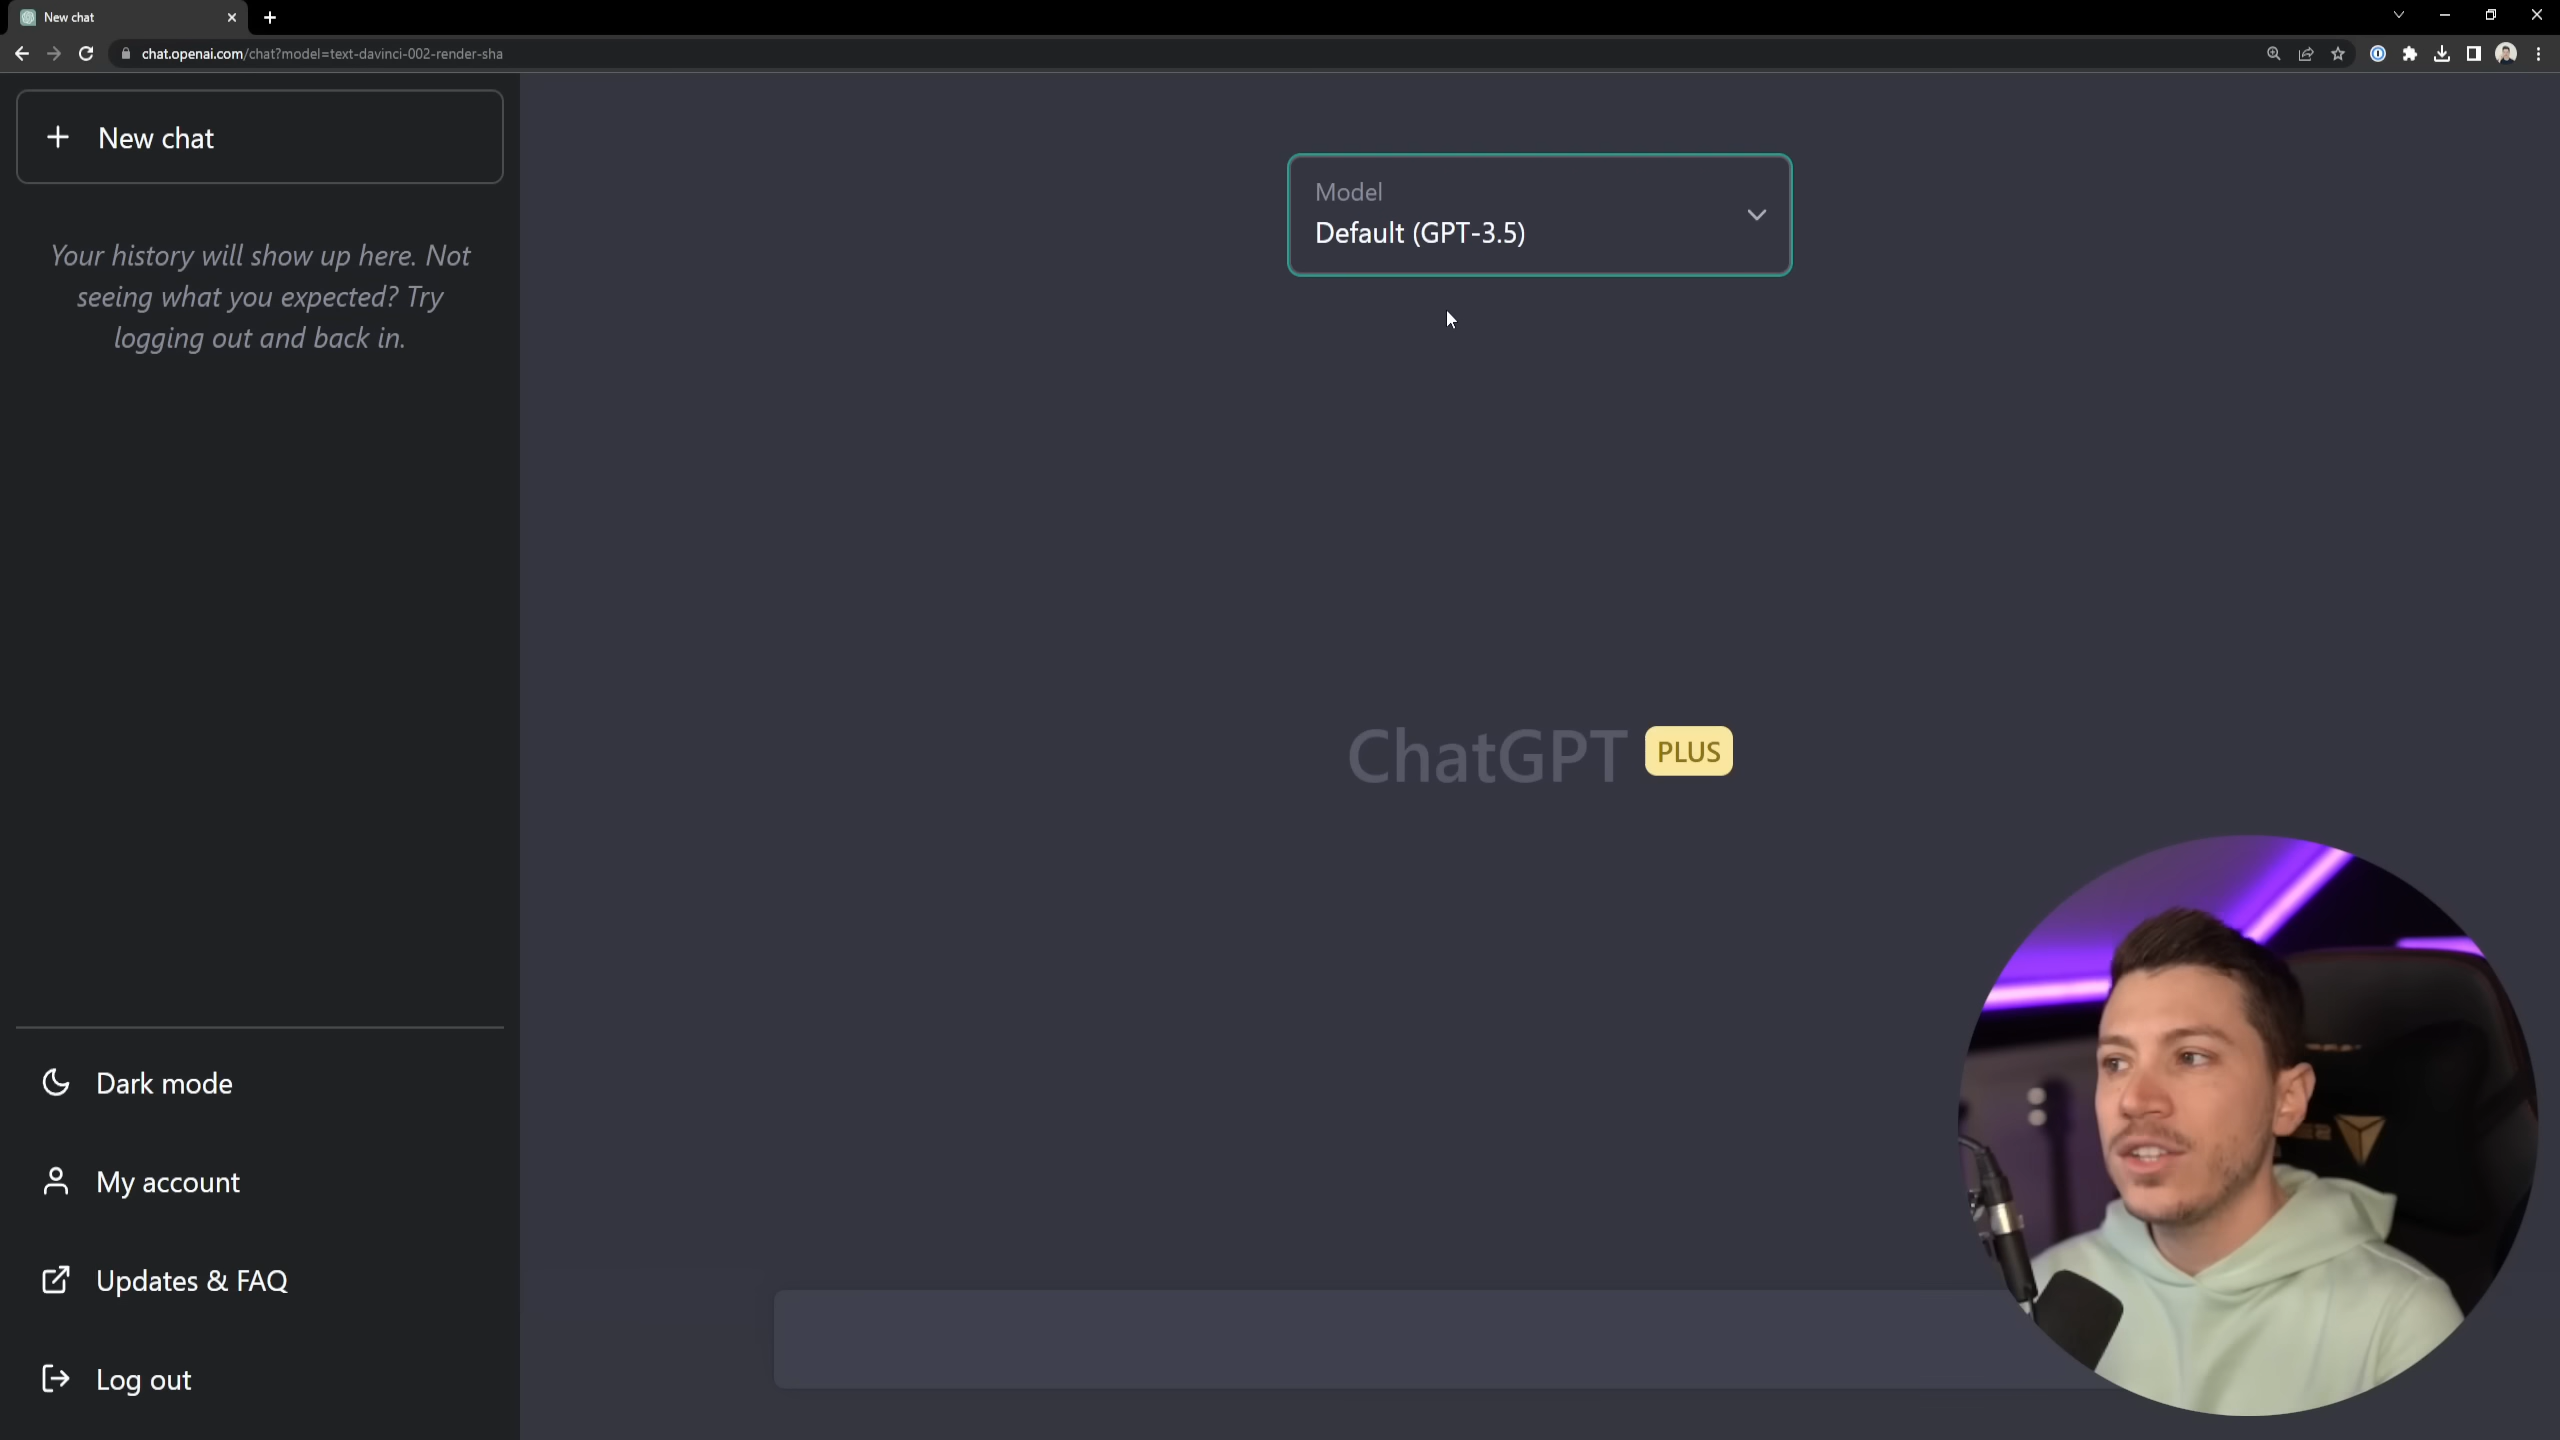 New chat
chat.openai.com/chat?model=text-davinci-002-render-sha
New chat
Your history will show up here. Not
seeing what you expected? Try
logging out and back in.
Model
Default (GPT-3.5)
ChatGPT PLUS
Dark mode
My account
Updates & FAQ
Log out